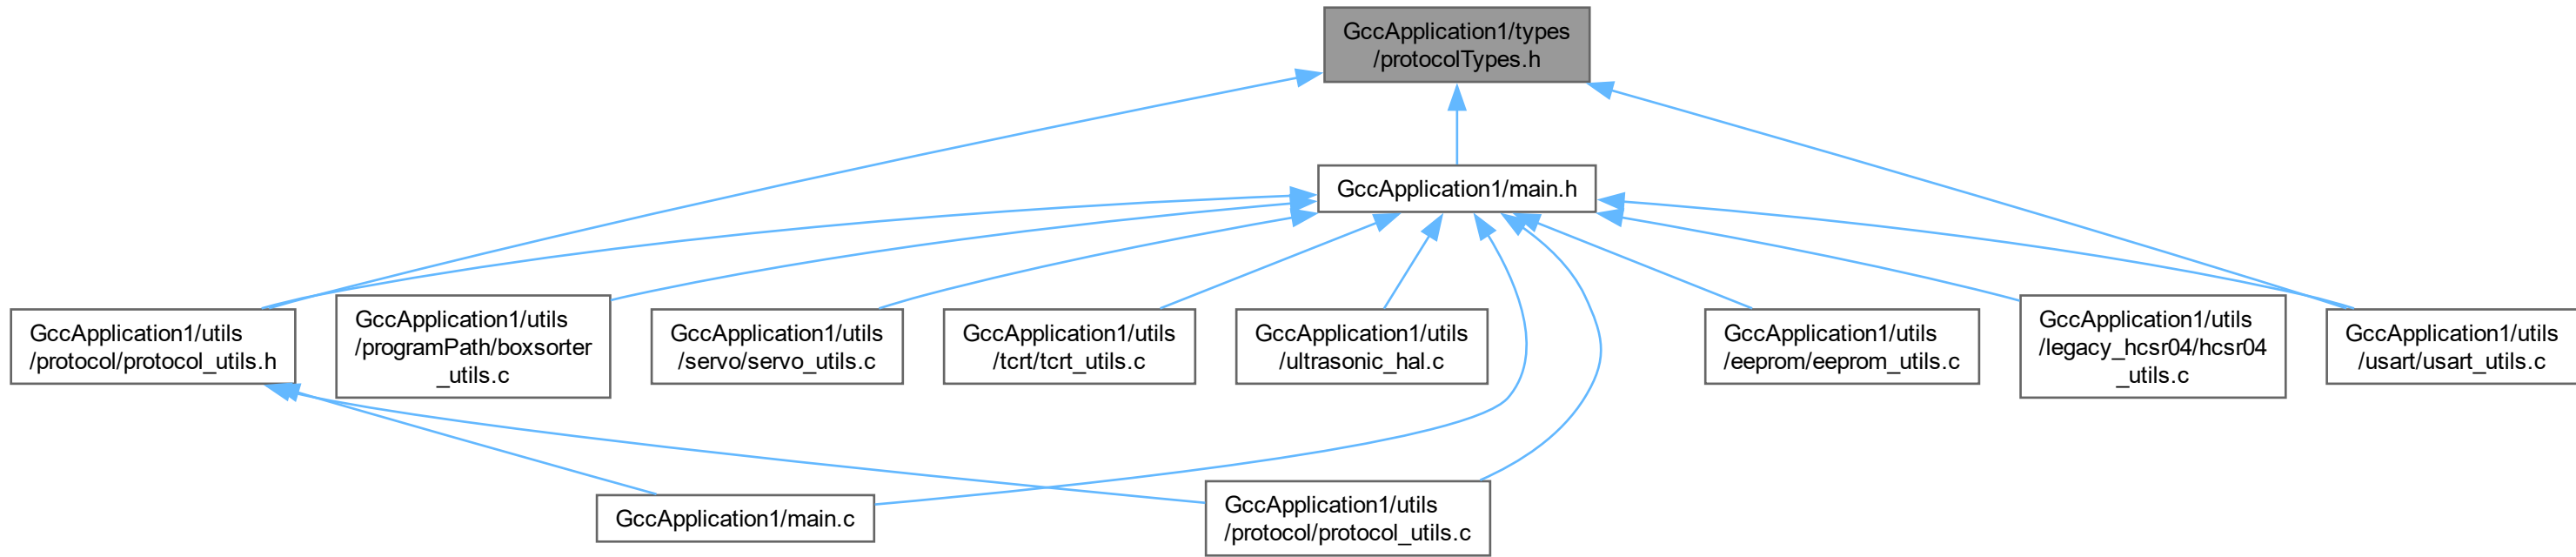 GccApplication1/types
/protocolTypes.h
GccApplication1/main.h
GccApplication1/utils
/protocol/protocol_utils.h
GccApplication1/utils
/programPath/boxsorter
_utils.c
GccApplication1/utils
/servo/servo_utils.c
GccApplication1/utils
/tcrt/tcrt_utils.c
GccApplication1/utils
/ultrasonic_hal.c
GccApplication1/utils
/eeprom/eeprom_utils.c
GccApplication1/utils
/legacy_hcsr04/hcsr04
_utils.c
GccApplication1/utils
/usart/usart_utils.c
GccApplication1/main.c
GccApplication1/utils
/protocol/protocol_utils.c